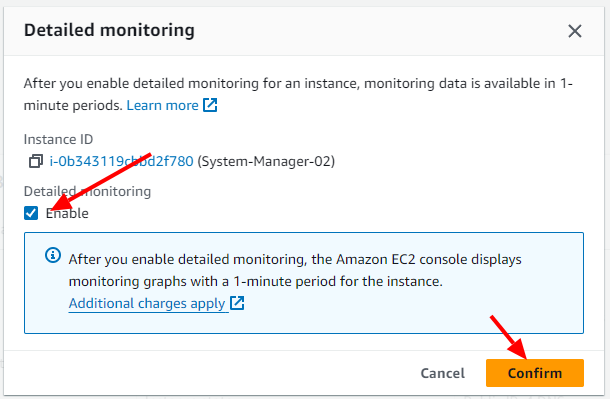 Detailed monitoring
After you enable detailed monitoring for an instance, monitoring data is available in 1-
minute periods. Learn more
Instance ID
(System-Manager-02)
Detailed monitoring
Enable
After you enable detailed monitoring, the Amazon EC2 console displays
monitoring graphs with a 1-minute period for the instance.
Additional charges apply
Cancel Confirm